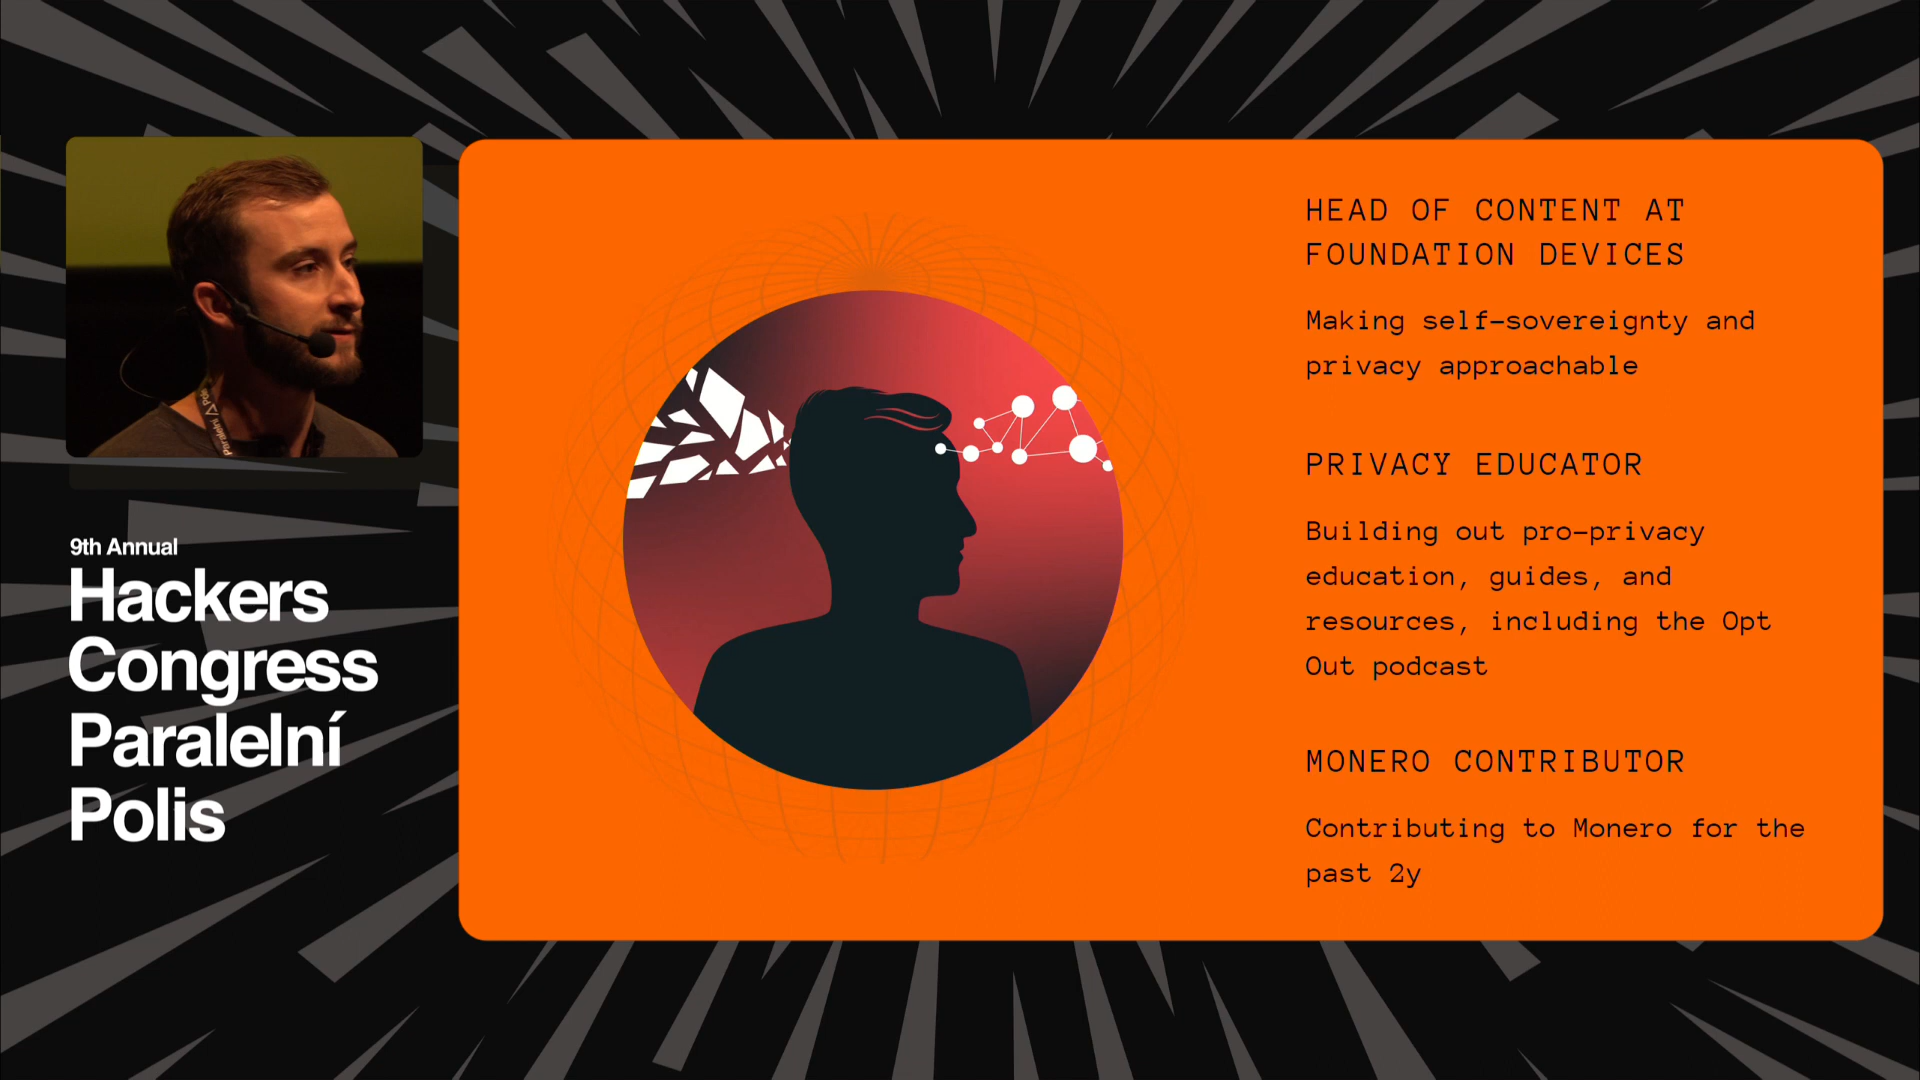 9th Annual
Hackers
Congress
Paralelní
Polis
HEAD OF CONTENT AT
FOUNDATION DEVICES
Making self-sovereignty and
privacy approachable
PRIVACY EDUCATOR
Building out pro-privacy
education, guides, and
resources, including the Opt
Out podcast
MONERO CONTRIBUTOR
Contributing to Monero for the
past 2y
Paralelní